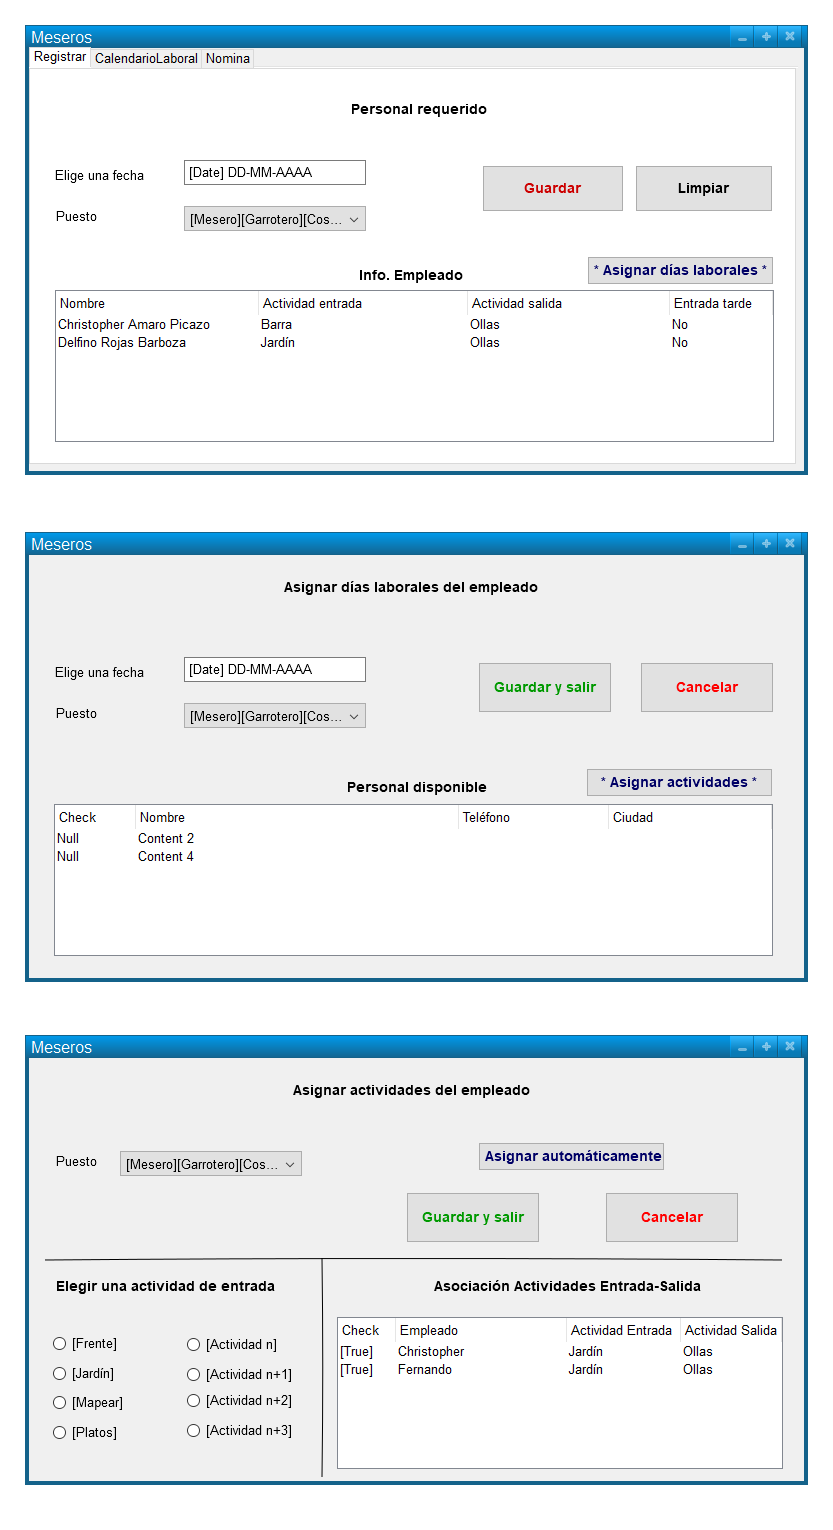 Meseros
Registrar CalendarioLaboral Nomina
Personal requerido
Elige una fecha [Date] DD-MM-AAAA
Guardar Limpiar
Puesto [Mesero][Garrotero][Cos...
* Asignar días laborales *
Info. Empleado
Nombre Actividad entrada Actividad salida Entrada tarde
Christopher Amaro Picazo Barra Ollas No
Delfino Rojas Barboza Jardín Ollas No
Meseros
Asignar días laborales del empleado
Elige una fecha [Date] DD-MM-AAAA
Guardar y salir Cancelar
Puesto [Mesero][Garrotero][Cos...
* Asignar actividades *
Personal disponible
Check Nombre Teléfono Ciudad
Null Content 2
Null Content 4
Meseros
Asignar actividades del empleado
Puesto [Mesero][Garrotero][Cos...
Asignar automáticamente
Guardar y salir Cancelar
Elegir una actividad de entrada
[Frente] [Actividad n]
[Jardín] [Actividad n+1]
[Mapear] [Actividad n+2]
[Platos] [Actividad n+3]
Asociación Actividades Entrada-Salida
Check Empleado Actividad Entrada Actividad Salida
[True] Christopher Jardín Ollas
[True] Fernando Jardín Ollas